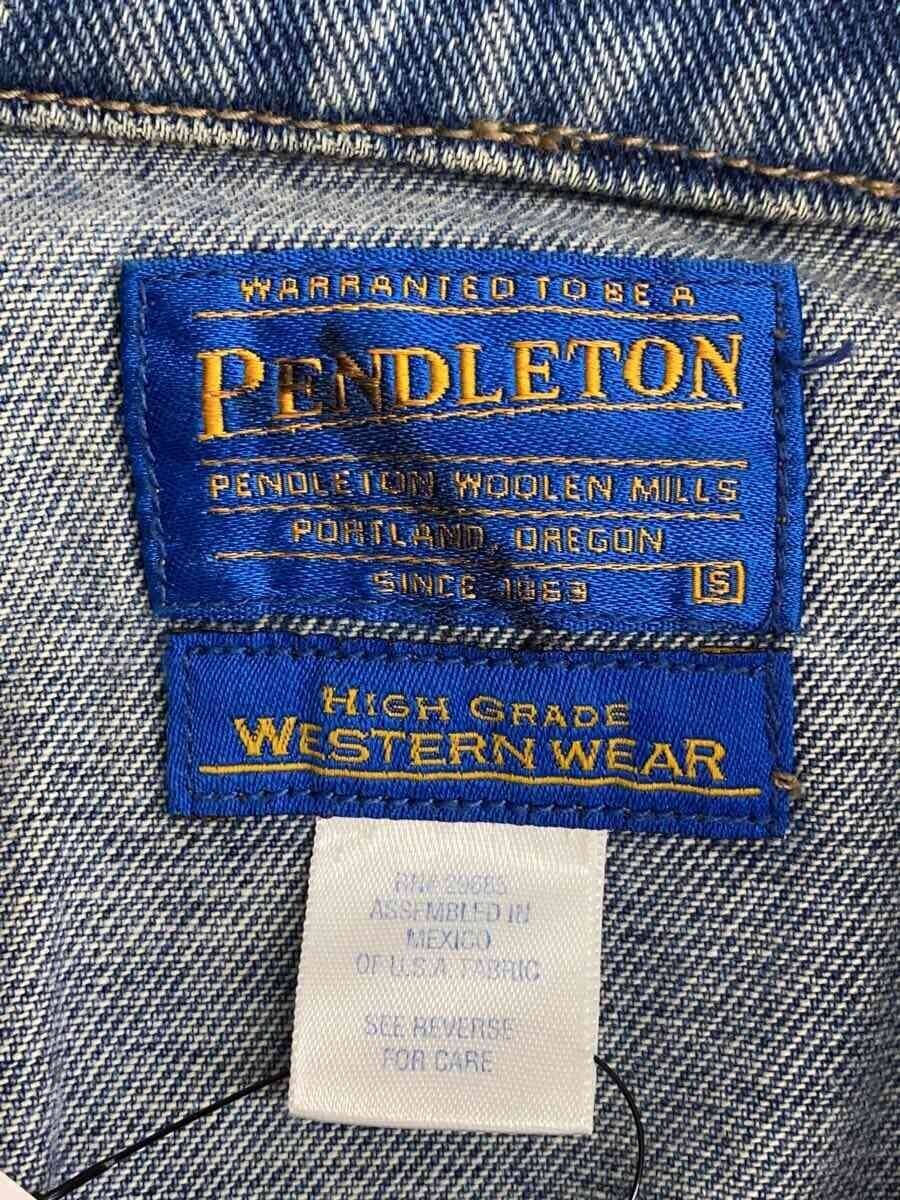 WARRANTED TO BE A
PENDLETON
PENDLETON WOOLEN MILLS
PORTLAND, OREGON
SINCE 1863
S
HIGH GRADE
WESTERN WEAR
RN# 29685
ASSEMBLED IN
MEXICO
OF U.S.A. FABRIC
SEE REVERSE
FOR CARE